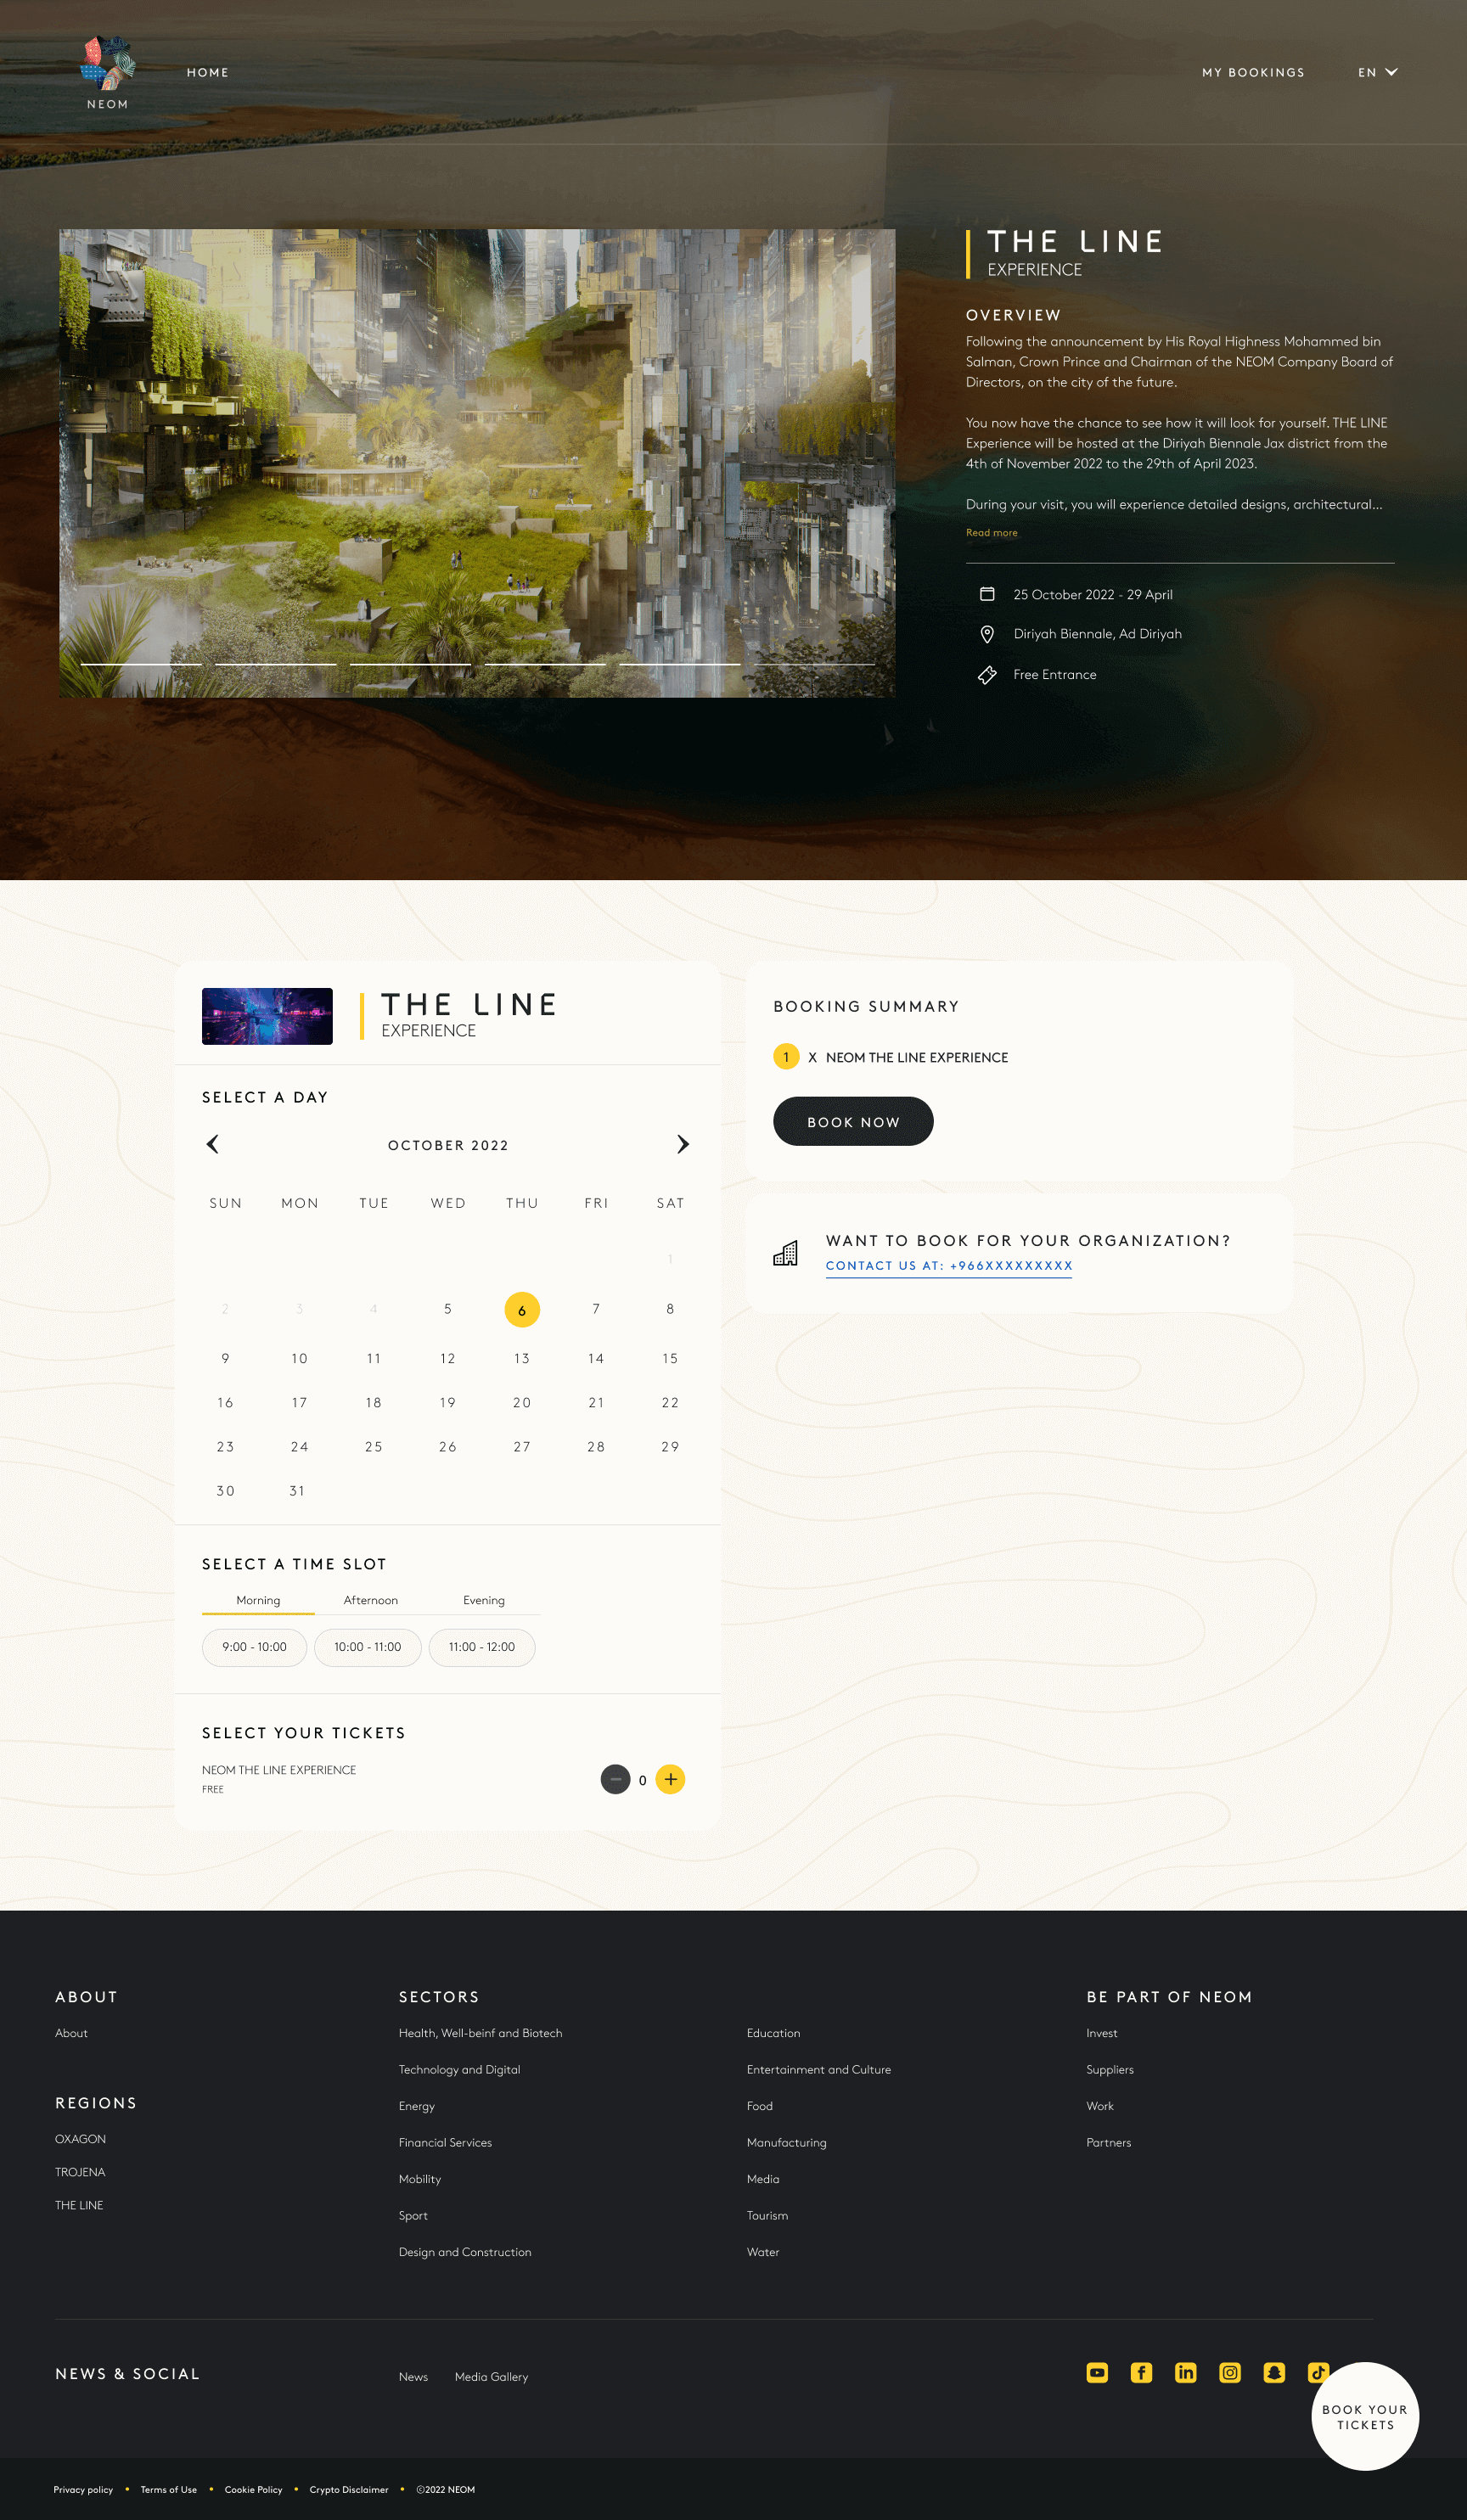 NEOM
HOME
MY BOOKINGS
EN
THE LINE
EXPERIENCE
OVERVIEW
Following the announcement by His Royal Highness Mohammed bin
Salman, Crown Prince and Chairman of the NEOM Company Board of
Directors, on the city of the future.
You now have the chance to see how it will look for yourself. THE LINE
Experience will be hosted at the Diriyah Biennale Jax district from the
4th of November 2022 to the 29th of April 2023.
During your visit, you will experience detailed designs, architectural...
Read more
25 October 2022 - 29 April
Diriyah Biennale, Ad Diriyah
Free Entrance
THE LINE
EXPERIENCE
SELECT A DAY
OCTOBER 2022
SUN MON TUE WED THU FRI SAT
1
2 3 4 5 6 7 8
9 10 11 12 13 14 15
16 17 18 19 20 21 22
23 24 25 26 27 28 29
30 31
SELECT A TIME SLOT
Morning Afternoon Evening
9:00 - 10:00 10:00 - 11:00 11:00 - 12:00
SELECT YOUR TICKETS
NEOM THE LINE EXPERIENCE
FREE
0
BOOKING SUMMARY
1 X NEOM THE LINE EXPERIENCE
BOOK NOW
WANT TO BOOK FOR YOUR ORGANIZATION?
CONTACT US AT: +966XXXXXXXXX
ABOUT
About
REGIONS
OXAGON
TROJENA
THE LINE
SECTORS
Health, Well-beinf and Biotech
Technology and Digital
Energy
Financial Services
Mobility
Sport
Design and Construction
Education
Entertainment and Culture
Food
Manufacturing
Media
Tourism
Water
BE PART OF NEOM
Invest
Suppliers
Work
Partners
NEWS & SOCIAL
News Media Gallery
BOOK YOUR
TICKETS
Privacy policy • Terms of Use • Cookie Policy • Crypto Disclaimer • ©2022 NEOM